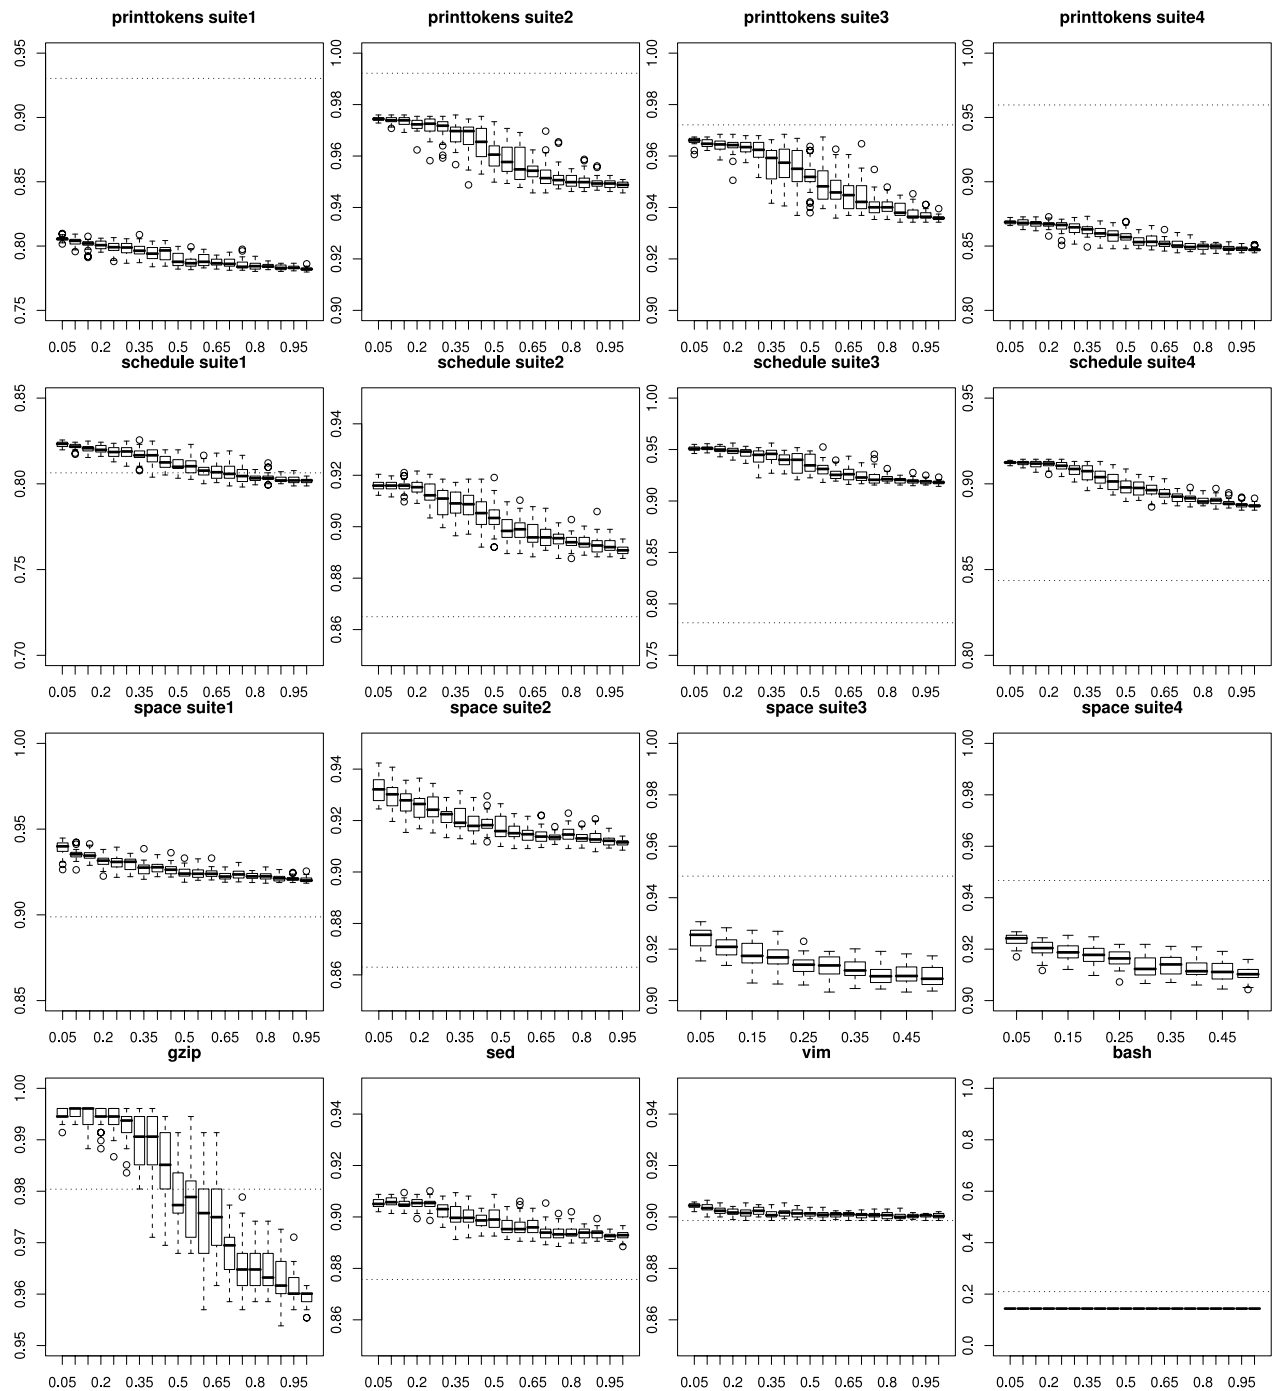 printtokens suite1 printtokens suite2 printtokens suite3 printtokens suite4
0.75 0.80 0.85 0.90 0.95
0.90 0.92 0.94 0.96 0.98 1.00
0.90 0.92 0.94 0.96 0.98 1.00
0.80 0.85 0.90 0.95 1.00
0.05 0.2 0.35 0.5 0.65 0.8 0.95 0.05 0.2 0.35 0.5 0.65 0.8 0.95 0.05 0.2 0.35 0.5 0.65 0.8 0.95 0.05 0.2 0.35 0.5 0.65 0.8 0.95
schedule suite1 schedule suite2 schedule suite3 schedule suite4
0.70 0.75 0.80 0.85
0.86 0.88 0.90 0.92 0.94
0.75 0.80 0.85 0.90 0.95 1.00
0.80 0.85 0.90 0.95
0.05 0.2 0.35 0.5 0.65 0.8 0.95 0.05 0.2 0.35 0.5 0.65 0.8 0.95 0.05 0.2 0.35 0.5 0.65 0.8 0.95 0.05 0.2 0.35 0.5 0.65 0.8 0.95
space suite1 space suite2 space suite3 space suite4
0.85 0.90 0.95 1.00
0.86 0.88 0.90 0.92 0.94
0.90 0.92 0.94 0.96 0.98 1.00
0.90 0.92 0.94 0.96 0.98 1.00
0.05 0.2 0.35 0.5 0.65 0.8 0.95 0.05 0.2 0.35 0.5 0.65 0.8 0.95 0.05 0.15 0.25 0.35 0.45 0.05 0.15 0.25 0.35 0.45
gzip sed vim bash
0.95 0.96 0.97 0.98 0.99 1.00
0.86 0.88 0.90 0.92 0.94
0.86 0.88 0.90 0.92 0.94
0.0 0.2 0.4 0.6 0.8 1.0
0.05 0.2 0.35 0.5 0.65 0.8 0.95 0.05 0.2 0.35 0.5 0.65 0.8 0.95 0.05 0.2 0.35 0.5 0.65 0.8 0.95 0.05 0.2 0.35 0.5 0.65 0.8 0.95